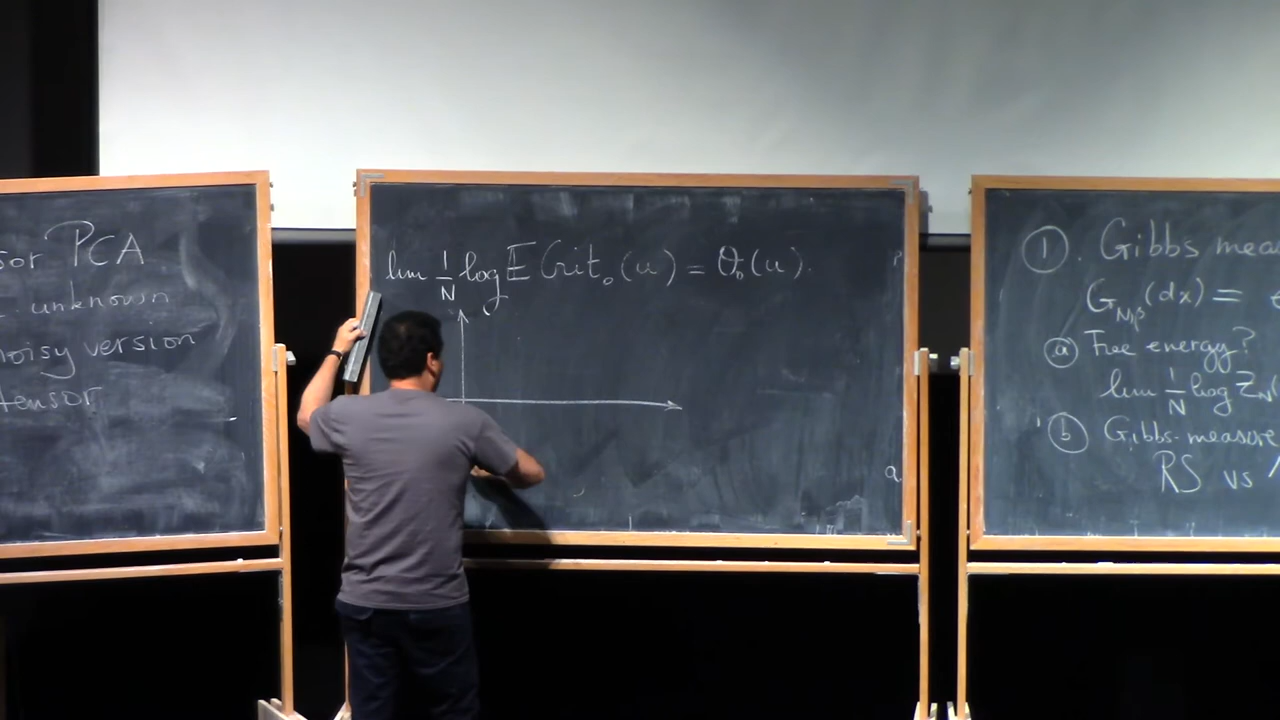 sor PCA
unknown
noisy version
tensor
lim 1/N log E Crit₀(u) = θ₀(u).
p
a
① . Gibbs mea
G_{N,β}(dx) = e
ⓐ Free energy?
lim 1/N log Z_N(
ⓑ Gibbs-measure
RS vs